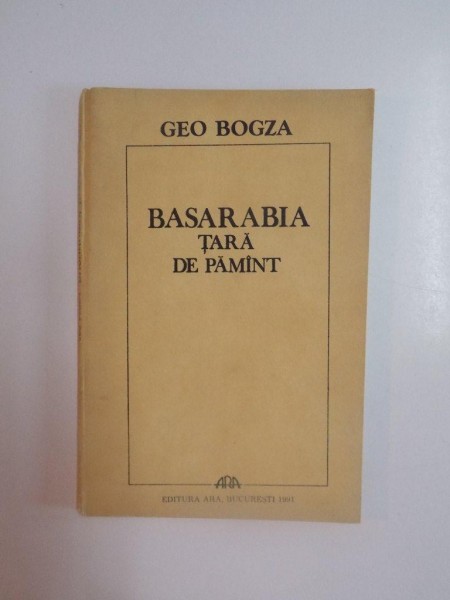 GEO BOGZA
BASARABIA
ȚARĂ
DE PĂMÎNT
ARA
EDITURA ARA, BUCUREȘTI 1991